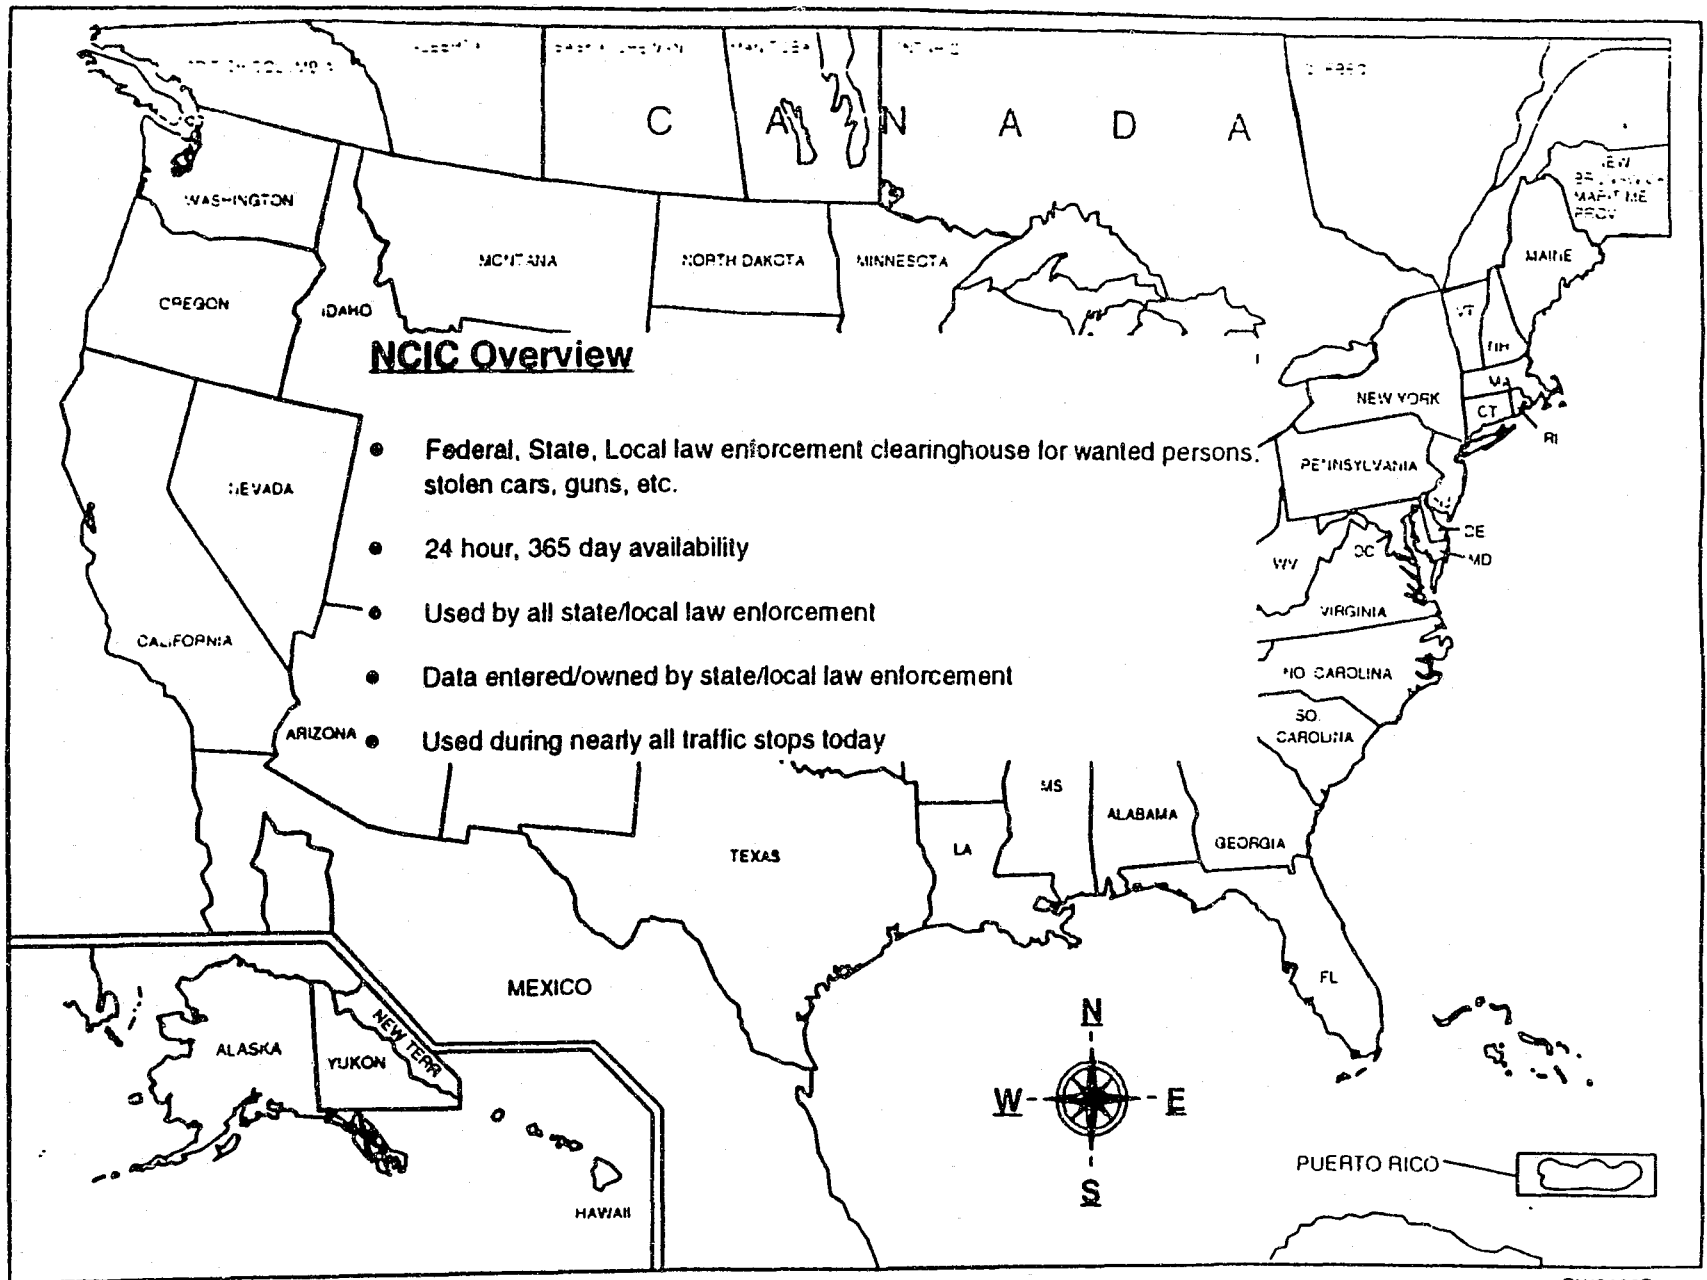 CANADA
WASHINGTON
MONTANA
NORTH DAKOTA
MINNESOTA
MAINE
OREGON
IDAHO
VT
NH
NCIC Overview
MA
NEW YORK
CT
RI
• Federal, State, Local law enforcement clearinghouse for wanted persons,
stolen cars, guns, etc.
PENNSYLVANIA
NEVADA
• 24 hour, 365 day availability
DE
DC
MD
WV
• Used by all state/local law enforcement
VIRGINIA
CALIFORNIA
• Data entered/owned by state/local law enforcement
NO CAROLINA
SO.
CAROLINA
ARIZONA
• Used during nearly all traffic stops today
MS
ALABAMA
GEORGIA
TEXAS
LA
MEXICO
FL
N
NEW TERR
ALASKA
YUKON
W
E
PUERTO RICO
S
HAWAII